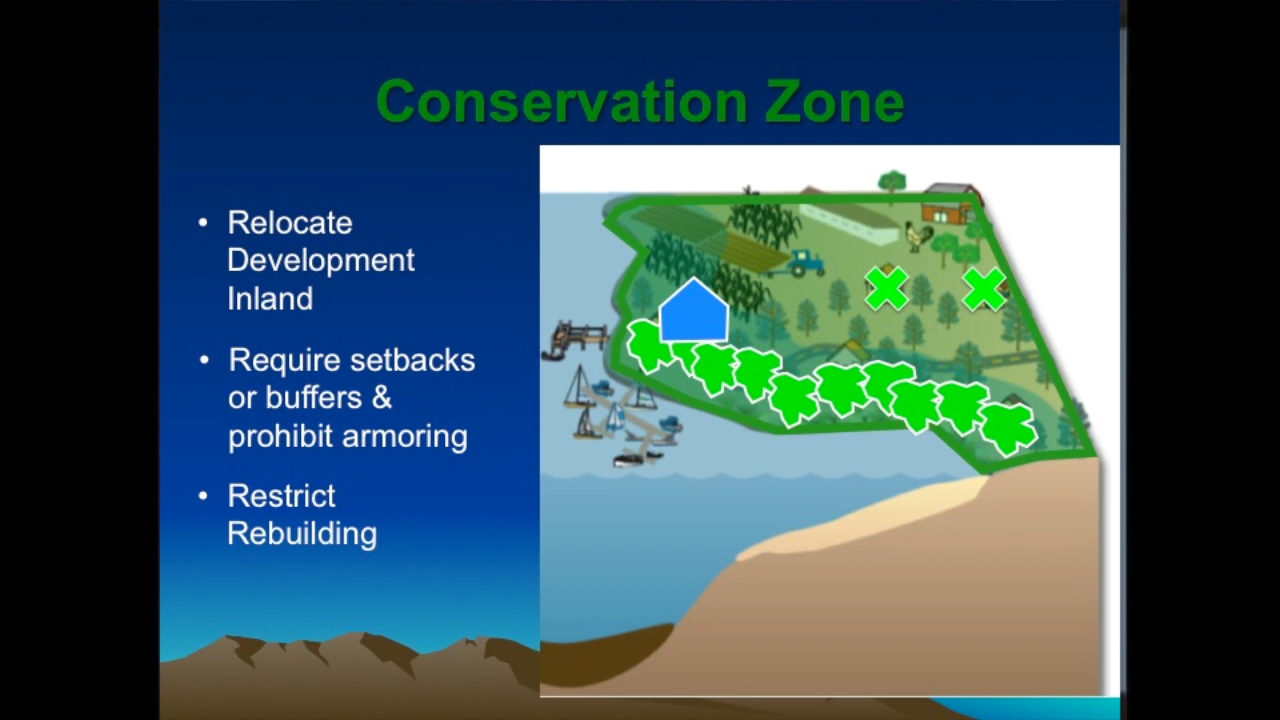 Conservation Zone
• Relocate
Development
Inland
• Require setbacks
or buffers &
prohibit armoring
• Restrict
Rebuilding